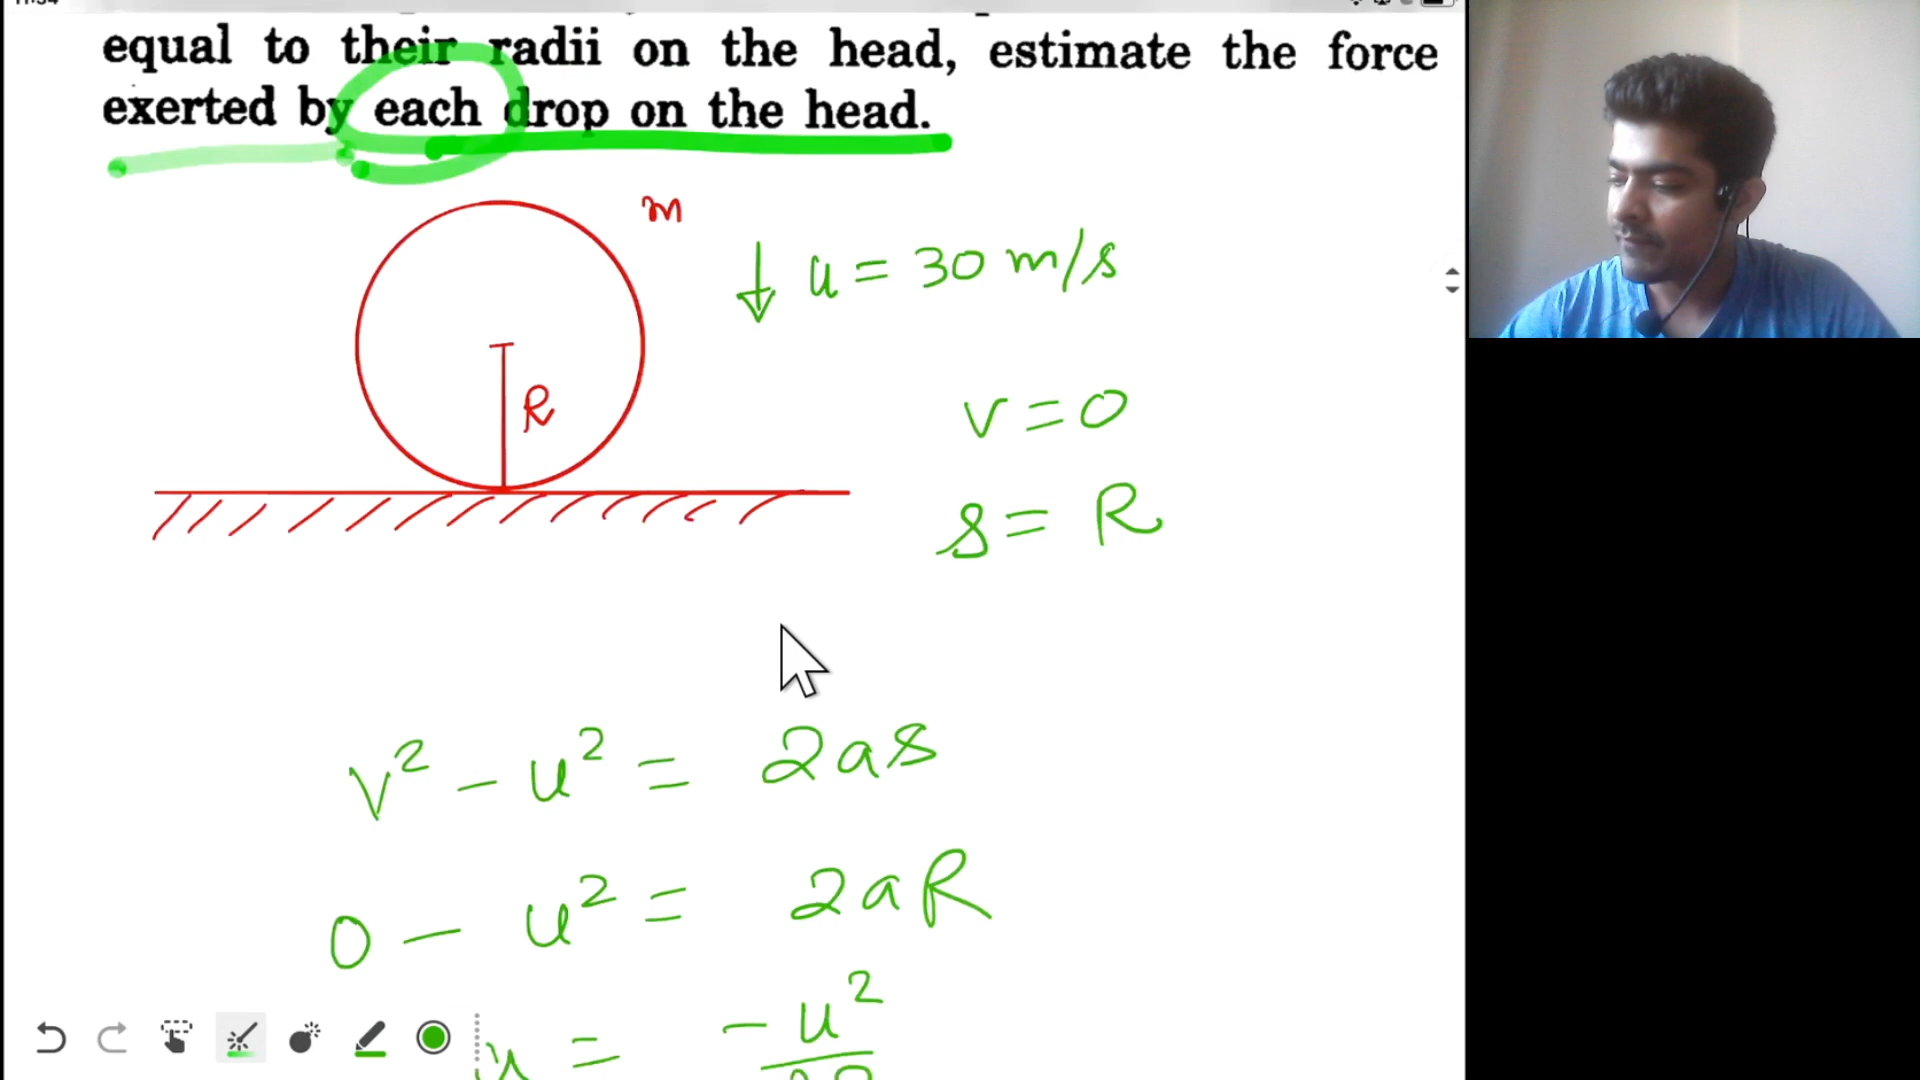 equal to their radii on the head, estimate the force
exerted by each drop on the head.
m
u = 30 m/s
R
v = 0
s = R
v² - u² = 2as
0 - u² = 2aR
= -u²